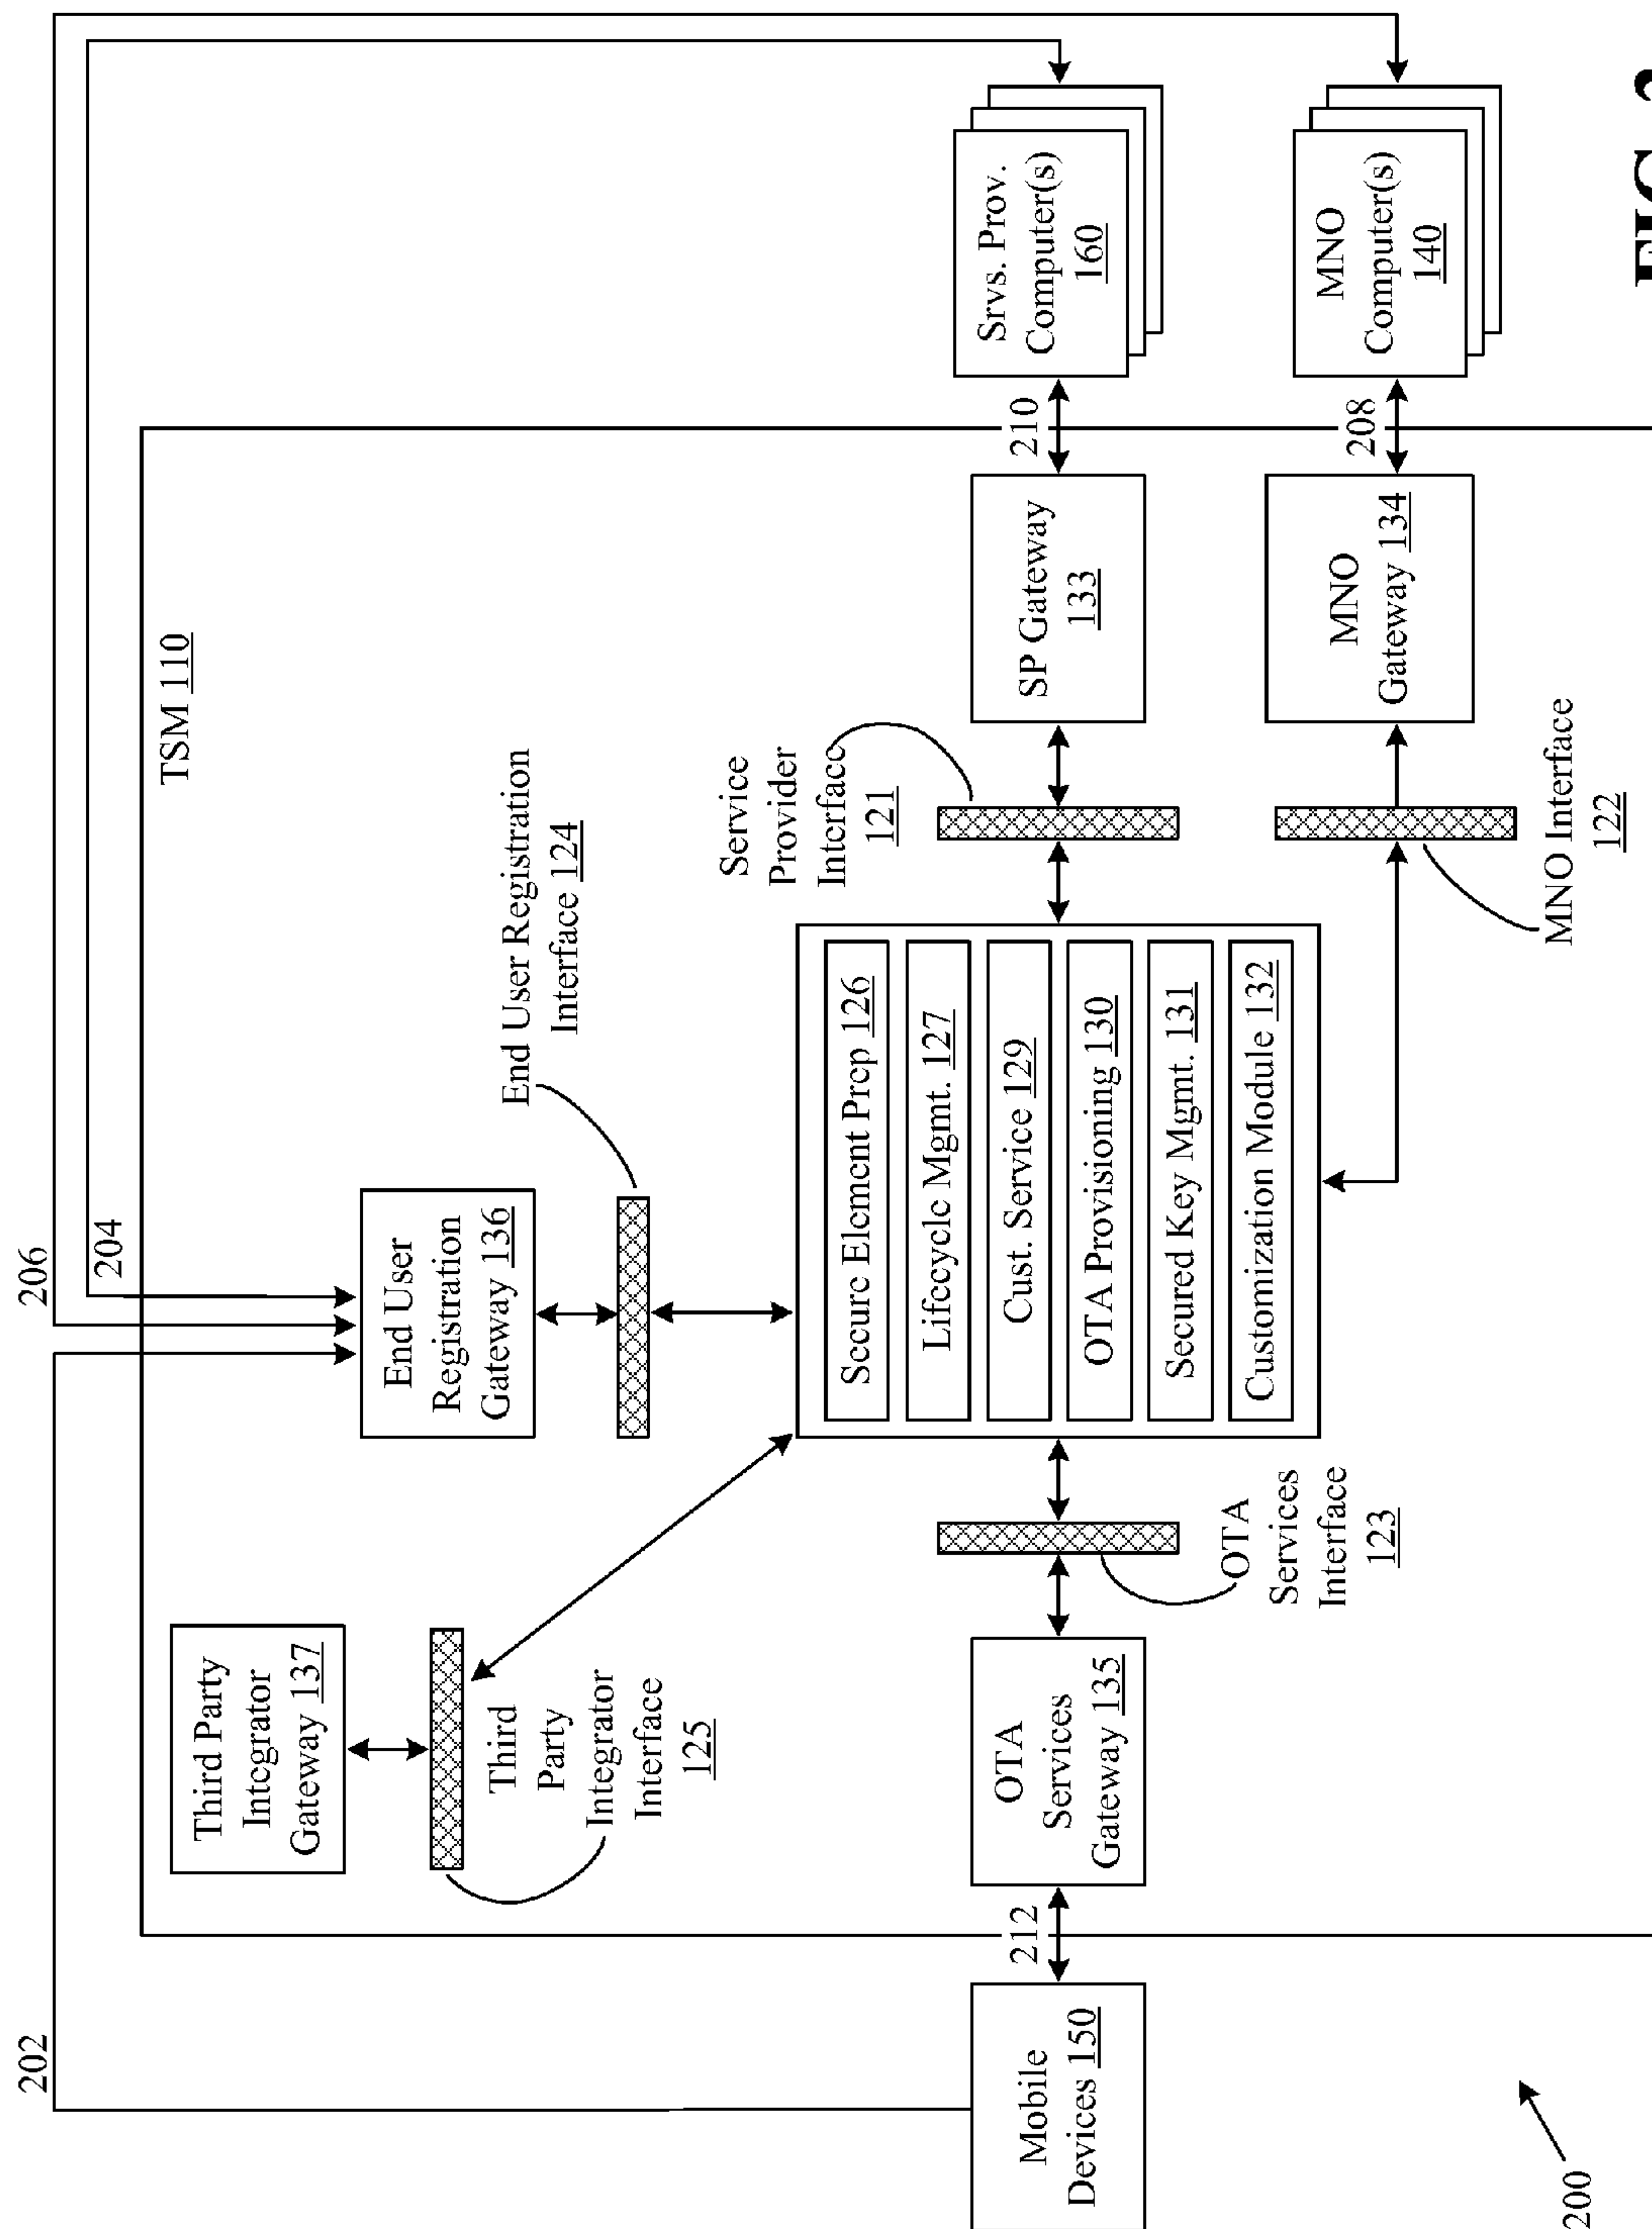 206
204
202
TSM 110
Third Party
Integrator
Gateway 137
End User
Registration
Gateway 136
Third
Party
Integrator
Interface
125
End User Registration
Interface 124
Service
Provider
Interface
121
Mobile
Devices 150
212
OTA
Services
Gateway 135
OTA
Services
Interface
123
Secure Element Prep 126
Lifecycle Mgmt. 127
Cust. Service 129
OTA Provisioning 130
Secured Key Mgmt. 131
Customization Module 132
SP Gateway
133
210
Srvs. Prov.
Computer(s)
160
MNO
Gateway 134
208
MNO
Computer(s)
140
MNO Interface
122
200